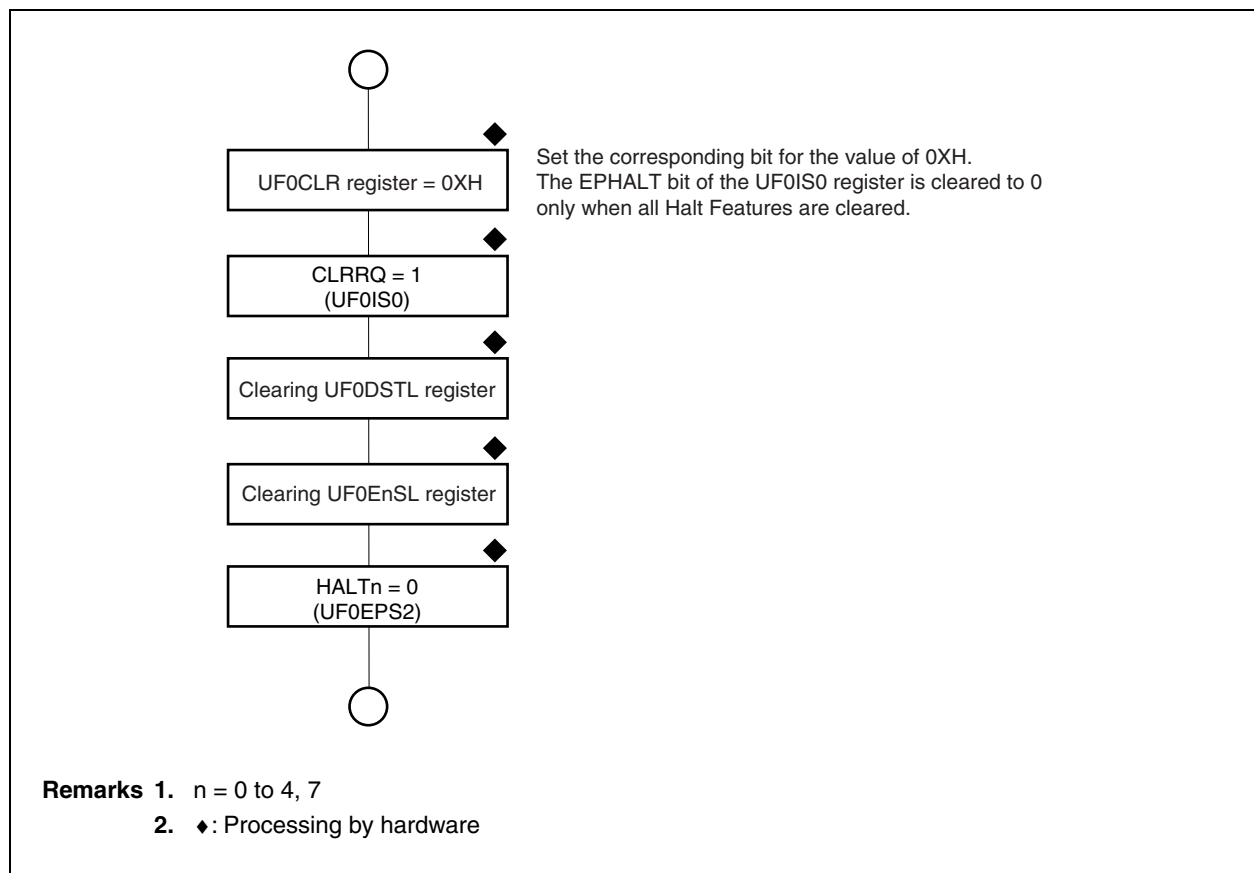 UF0CLR register = 0XH
Set the corresponding bit for the value of 0XH.
The EPHALT bit of the UF0IS0 register is cleared to 0
only when all Halt Features are cleared.
CLRRQ = 1
(UF0IS0)
Clearing UF0DSTL register
Clearing UF0EnSL register
HALTn = 0
(UF0EPS2)
Remarks 1. n = 0 to 4, 7
2. ♦: Processing by hardware